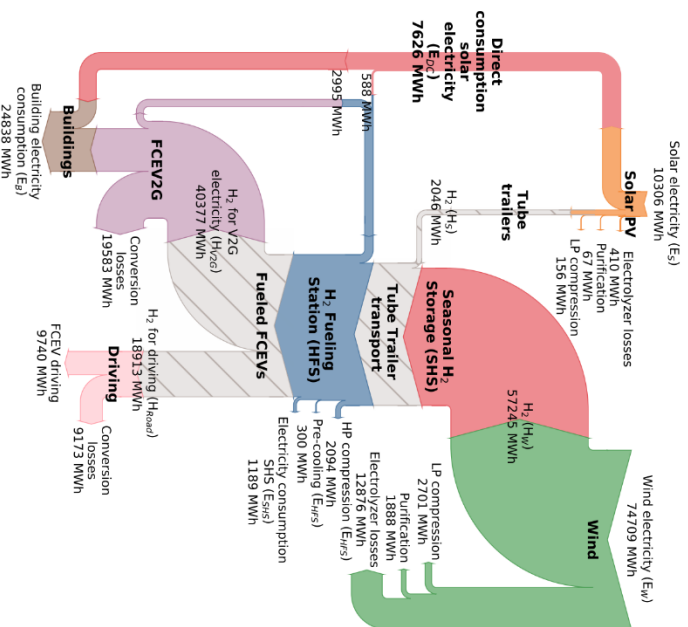 Solar electricity (E_S)
10306 MWh
Solar PV
Electrolyzer losses
410 MWh
Purification
67 MWh
LP compression
156 MWh
Tube
trailers
H₂ (H_S)
2046 MWh
Direct
consumption
solar
electricity
(E_DC)
7626 MWh
588 MWh
2995 MWh
Wind electricity (E_W)
74709 MWh
Wind
H₂ (H_W)
57245 MWh
LP compression
2701 MWh
Purification
1888 MWh
Electrolyzer losses
12876 MWh
Seasonal H₂
Storage (SHS)
Tube Trailer
transport
H₂ Fueling
Station (HFS)
HP compression (E_HFS)
2094 MWh
Pre-cooling (E_HFS)
300 MWh
Electricity consumption
SHS (E_SHS)
1189 MWh
Fueled FCEVs
H₂ for V2G
electricity (H_V2G)
40377 MWh
FCEV2G
Conversion
losses
19583 MWh
Buildings
Building electricity
consumption (E_B)
24838 MWh
H₂ for driving (H_Road)
18913 MWh
Driving
FCEV driving
9740 MWh
Conversion
losses
9173 MWh